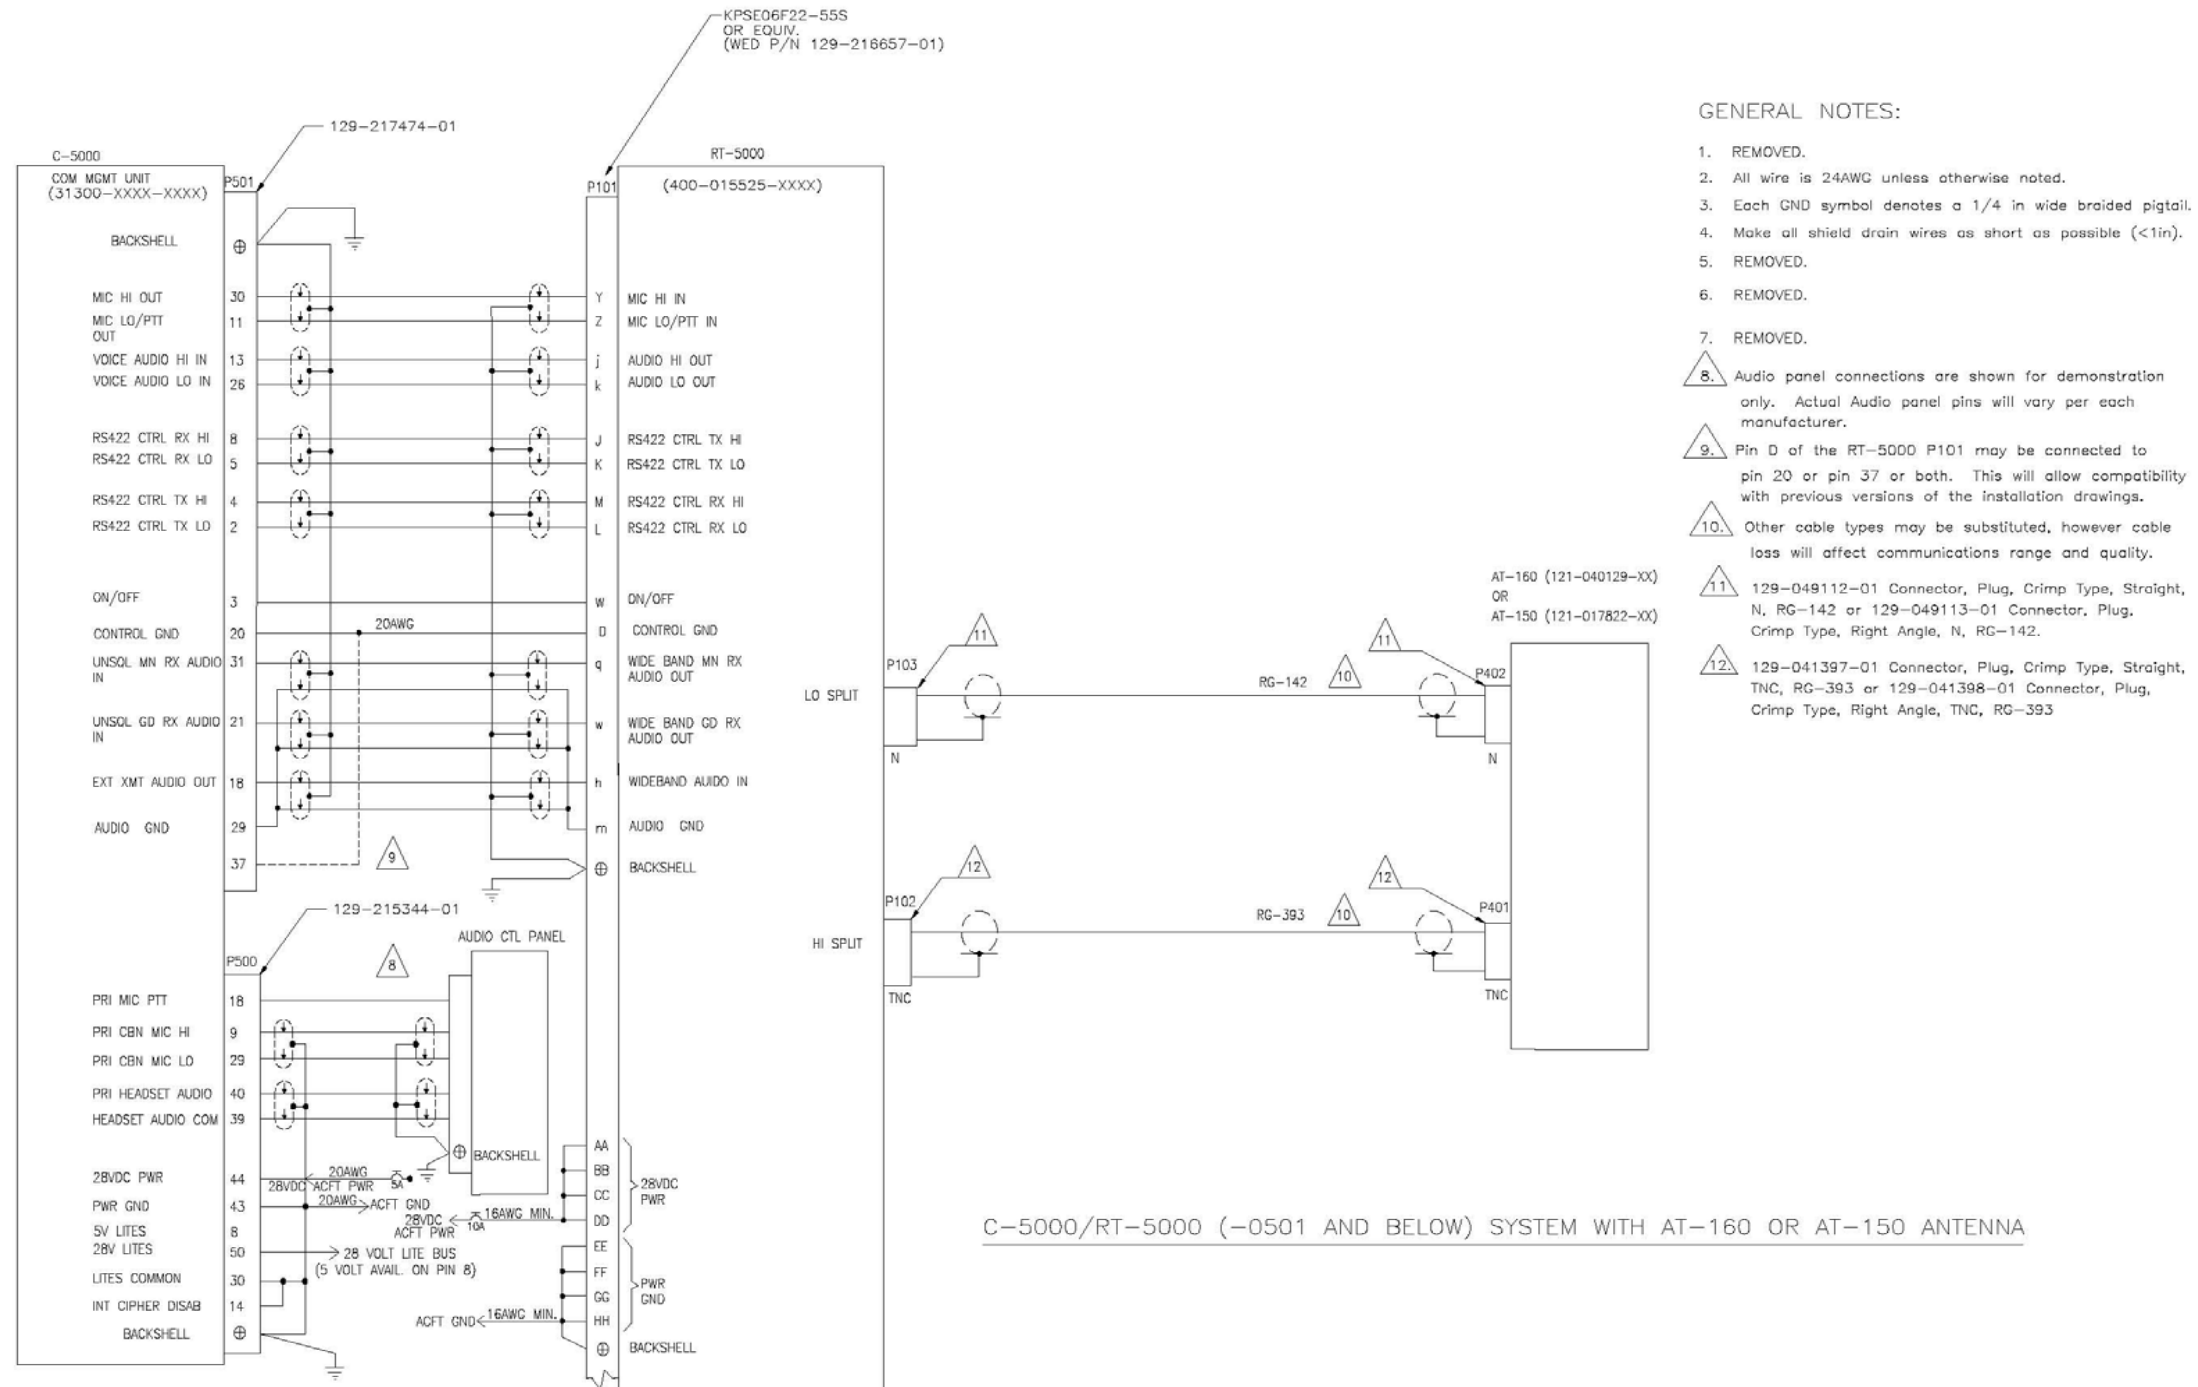 KPSE06F22-55S
OR EQUIV.
(WED P/N 129-216657-01)
129-217474-01
C-5000
COM MGMT UNIT
(31300-XXXX-XXXX)
P501
BACKSHELL
MIC HI OUT 30
MIC LO/PTT 11
OUT
VOICE AUDIO HI IN 13
VOICE AUDIO LO IN 26
RS422 CTRL RX HI 8
RS422 CTRL RX LO 5
RS422 CTRL TX HI 4
RS422 CTRL TX LO 2
ON/OFF 3
CONTROL GND 20
20AWG
UNSQL MN RX AUDIO 31
IN
UNSQL GD RX AUDIO 21
IN
EXT XMT AUDIO OUT 18
AUDIO GND 29
37
9
RT-5000
P101
(400-015525-XXXX)
Y MIC HI IN
Z MIC LO/PTT IN
j AUDIO HI OUT
k AUDIO LO OUT
J RS422 CTRL TX HI
K RS422 CTRL TX LO
M RS422 CTRL RX HI
L RS422 CTRL RX LO
W ON/OFF
D CONTROL GND
q WIDE BAND MN RX
AUDIO OUT
w WIDE BAND GD RX
AUDIO OUT
h WIDEBAND AUIDO IN
m AUDIO GND
BACKSHELL
129-215344-01
AUDIO CTL PANEL
P500
8
PRI MIC PTT 18
PRI CBN MIC HI 9
PRI CBN MIC LO 29
PRI HEADSET AUDIO 40
HEADSET AUDIO COM 39
BACKSHELL
28VDC PWR 44
20AWG
28VDC ACFT PWR
5A
PWR GND 43
20AWG
ACFT GND
5V LITES 8
28V LITES 50
28 VOLT LITE BUS
(5 VOLT AVAIL. ON PIN 8)
LITES COMMON 30
INT CIPHER DISAB 14
BACKSHELL
AA
BB
CC
DD
28VDC
PWR
28VDC
ACFT PWR
10A
16AWG MIN.
EE
FF
GG
HH
PWR
GND
ACFT GND
16AWG MIN.
BACKSHELL
LO SPLIT
P103
N
11
RG-142
10
11
P402
N
AT-160 (121-040129-XX)
OR
AT-150 (121-017822-XX)
HI SPLIT
P102
TNC
12
RG-393
10
12
P401
TNC
GENERAL NOTES:
1. REMOVED.
2. All wire is 24AWG unless otherwise noted.
3. Each GND symbol denotes a 1/4 in wide braided pigtail.
4. Make all shield drain wires as short as possible (<1in).
5. REMOVED.
6. REMOVED.
7. REMOVED.
8. Audio panel connections are shown for demonstration
only. Actual Audio panel pins will vary per each
manufacturer.
9. Pin D of the RT-5000 P101 may be connected to
pin 20 or pin 37 or both. This will allow compatibility
with previous versions of the installation drawings.
10. Other cable types may be substituted, however cable
loss will affect communications range and quality.
11 129-049112-01 Connector, Plug, Crimp Type, Straight,
N, RG-142 or 129-049113-01 Connector, Plug,
Crimp Type, Right Angle, N, RG-142.
12. 129-041397-01 Connector, Plug, Crimp Type, Straight,
TNC, RG-393 or 129-041398-01 Connector, Plug,
Crimp Type, Right Angle, TNC, RG-393
C-5000/RT-5000 (-0501 AND BELOW) SYSTEM WITH AT-160 OR AT-150 ANTENNA